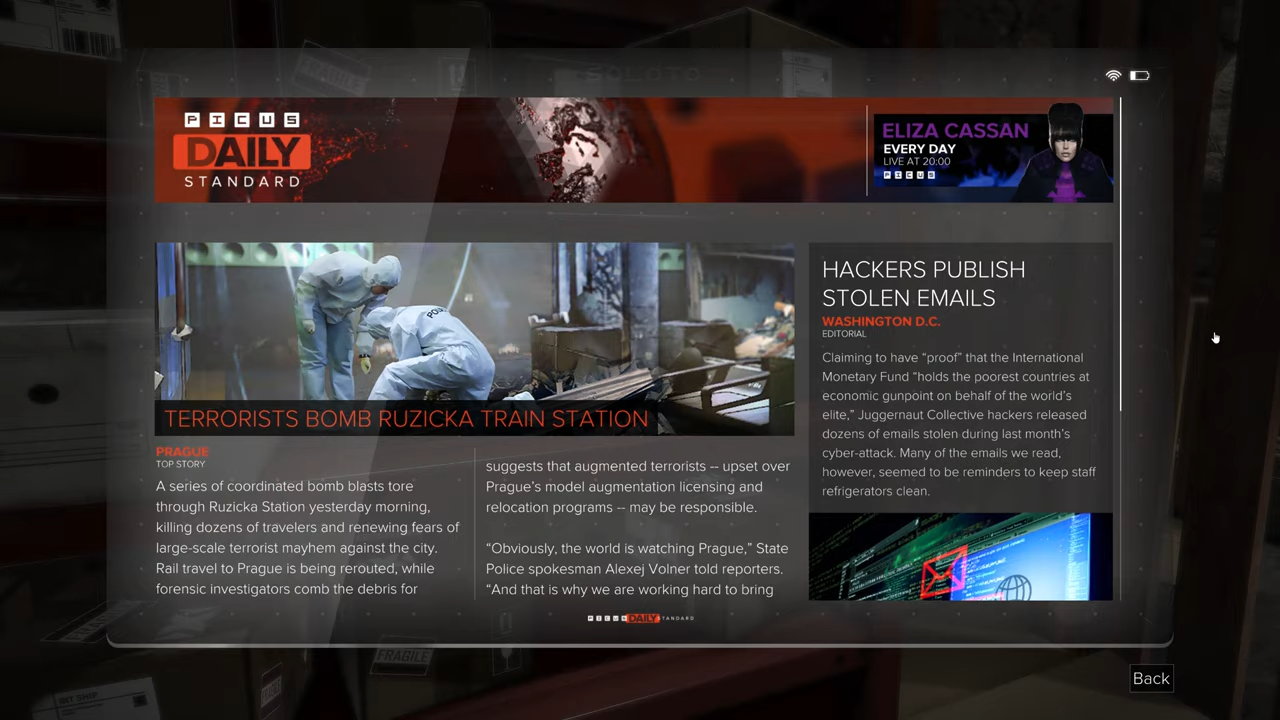 PICUS
DAILY
STANDARD
ELIZA CASSAN
EVERY DAY
LIVE AT 20:00
PICUS
TERRORISTS BOMB RUZICKA TRAIN STATION
PRAGUE
TOP STORY
A series of coordinated bomb blasts tore
through Ruzicka Station yesterday morning,
killing dozens of travelers and renewing fears of
large-scale terrorist mayhem against the city.
Rail travel to Prague is being rerouted, while
forensic investigators comb the debris for
suggests that augmented terrorists -- upset over
Prague's model augmentation licensing and
relocation programs -- may be responsible.
“Obviously, the world is watching Prague,” State
Police spokesman Alexej Volner told reporters.
“And that is why we are working hard to bring
HACKERS PUBLISH
STOLEN EMAILS
WASHINGTON D.C.
EDITORIAL
Claiming to have “proof” that the International
Monetary Fund “holds the poorest countries at
economic gunpoint on behalf of the world's
elite,” Juggernaut Collective hackers released
dozens of emails stolen during last month's
cyber-attack. Many of the emails we read,
however, seemed to be reminders to keep staff
refrigerators clean.
PICUS DAILY STANDARD
FRAGILE
Back